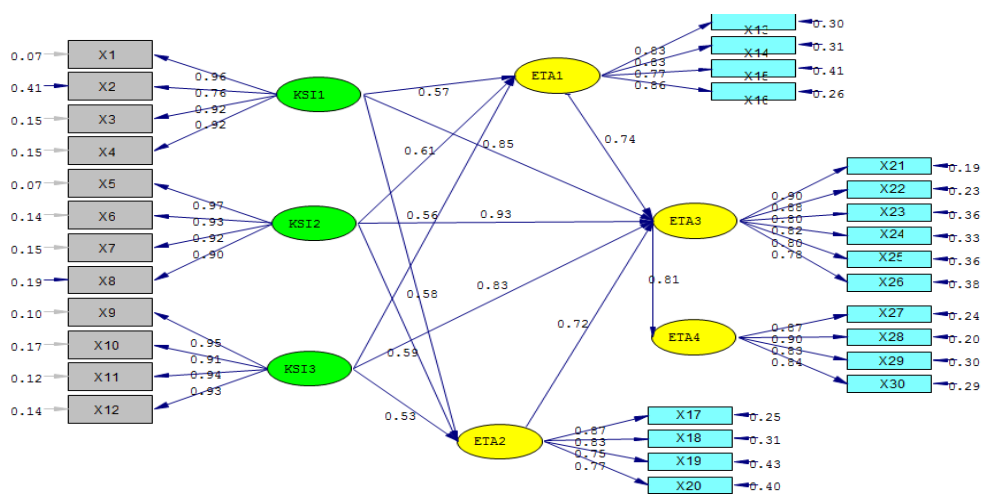 0.07 X1
0.41 X2
0.15 X3
0.15 X4
0.07 X5
0.14 X6
0.15 X7
0.19 X8
0.10 X9
0.17 X10
0.12 X11
0.14 X12
0.96
0.76
0.92
0.92
0.97
0.93
0.92
0.90
0.95
0.91
0.94
0.93
KSI1
KSI2
KSI3
0.57
0.85
0.61
0.56
0.93
0.58
0.83
0.59
0.53
ETA1
0.74
ETA3
0.81
ETA4
0.72
ETA2
0.83
0.83
0.77
0.86
X13 0.30
X14 0.31
X15 0.41
X16 0.26
0.90
0.88
0.80
0.82
0.80
0.78
X21 0.19
X22 0.23
X23 0.36
X24 0.33
X25 0.36
X26 0.38
0.87
0.90
0.83
0.84
X27 0.24
X28 0.20
X29 0.30
X30 0.29
0.87
0.83
0.75
0.77
X17 0.25
X18 0.31
X19 0.43
X20 0.40